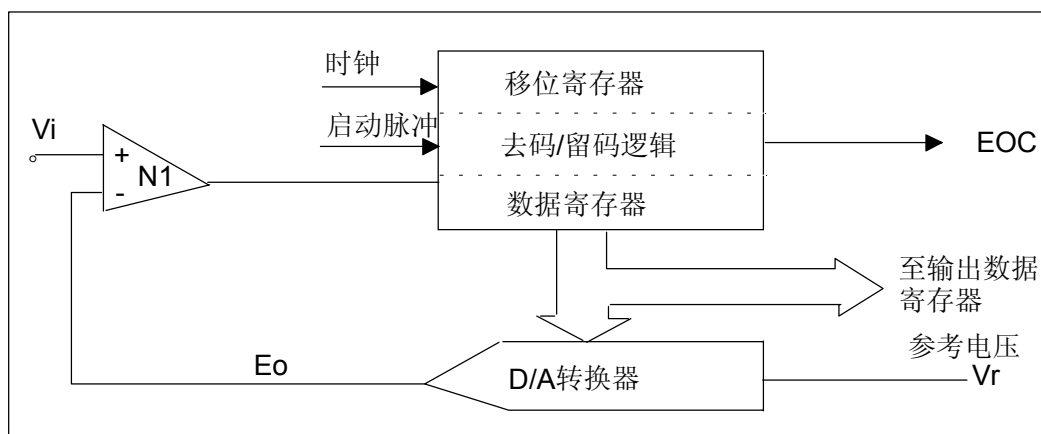 时钟
移位寄存器
启动脉冲
Vi
+
N1
-
去码/留码逻辑
EOC
数据寄存器
至输出数据
寄存器
参考电压
Eo
D/A转换器
Vr